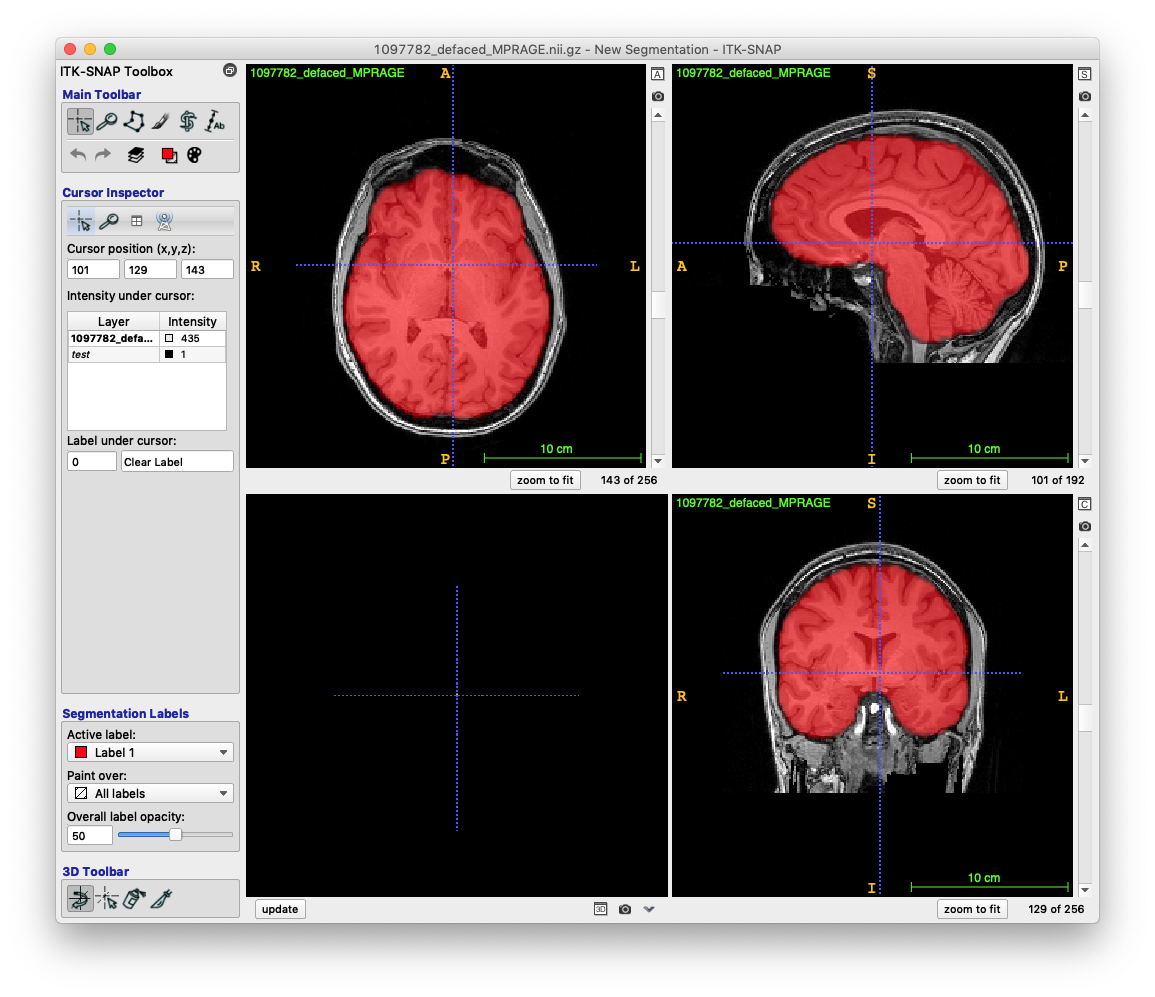 1097782_defaced_MPRAGE.nii.gz - New Segmentation - ITK-SNAP
ITK-SNAP Toolbox
Main Toolbar
Ab
Cursor Inspector
Cursor position (x,y,z):
101 129 143
Intensity under cursor:
Layer Intensity
1097782_defa... 435
test 1
Label under cursor:
0 Clear Label
Segmentation Labels
Active label:
Label 1
Paint over:
All labels
Overall label opacity:
50
3D Toolbar
1097782_defaced_MPRAGE
A
A
R
L
10 cm
P
zoom to fit 143 of 256
1097782_defaced_MPRAGE
S
S
A
P
10 cm
I
zoom to fit 101 of 192
update
3D
1097782_defaced_MPRAGE
S
C
R
L
10 cm
I
zoom to fit 129 of 256